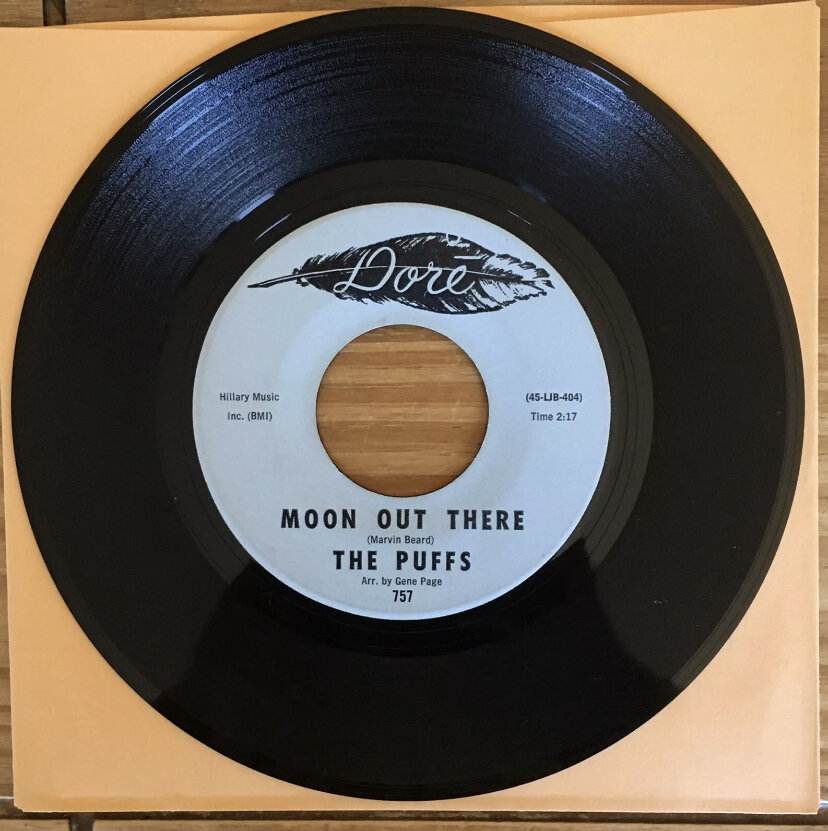 Doré
Hillary Music
Inc. (BMI)
(45-LJB-404)
Time 2:17
MOON OUT THERE
(Marvin Beard)
THE PUFFS
Arr. by Gene Page
757